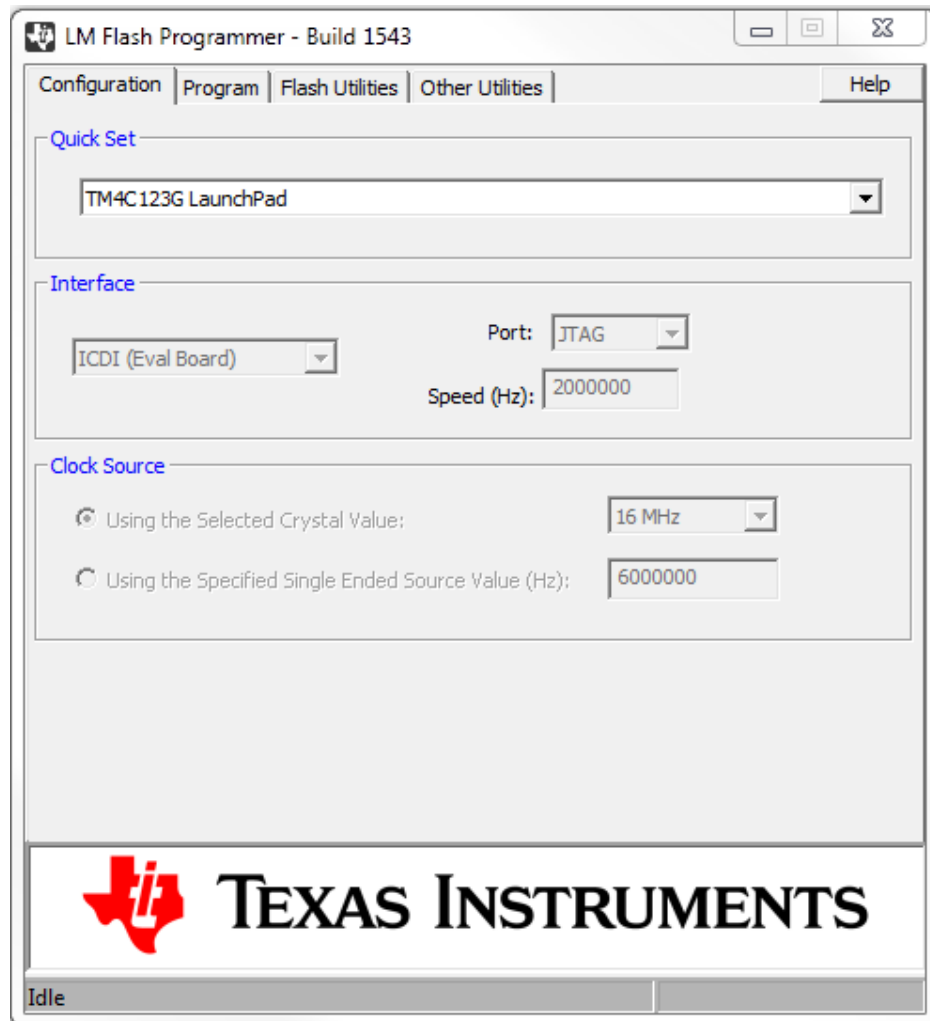 LM Flash Programmer - Build 1543
Configuration Program Flash Utilities Other Utilities Help
Quick Set
TM4C123G LaunchPad
Interface
ICDI (Eval Board)
Port: JTAG
Speed (Hz): 2000000
Clock Source
Using the Selected Crystal Value: 16 MHz
Using the Specified Single Ended Source Value (Hz): 6000000
TEXAS INSTRUMENTS
Idle